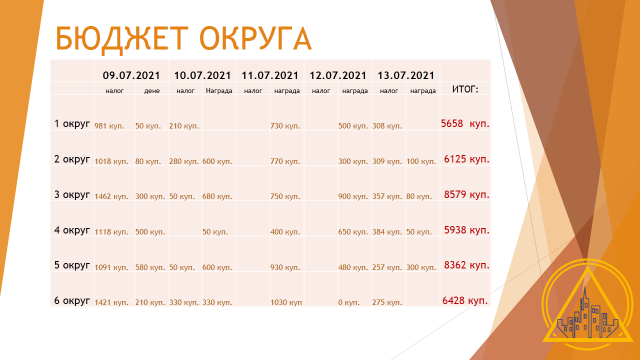 БЮДЖЕТ ОКРУГА
09.07.2021 10.07.2021 11.07.2021 12.07.2021 13.07.2021
налог дене налог Награда налог награда налог награда налог награда ИТОГ:
1 округ 981 куп. 50 куп. 210 куп. 730 куп. 500 куп. 308 куп. 5658 куп.
2 округ 1018 куп. 80 куп. 280 куп. 600 куп. 770 куп. 300 куп. 309 куп. 100 куп. 6125 куп.
3 округ 1462 куп. 300 куп. 50 куп. 680 куп. 750 куп. 900 куп. 357 куп. 80 куп. 8579 куп.
4 округ 1118 куп. 500 куп. 50 куп. 400 куп. 650 куп. 384 куп. 50 куп. 5938 куп.
5 округ 1091 куп. 580 куп. 50 куп. 600 куп. 930 куп. 480 куп. 257 куп. 300 куп. 8362 куп.
6 округ 1421 куп. 210 куп. 330 куп. 330 куп. 1030 куп 0 куп. 275 куп. 6428 куп.